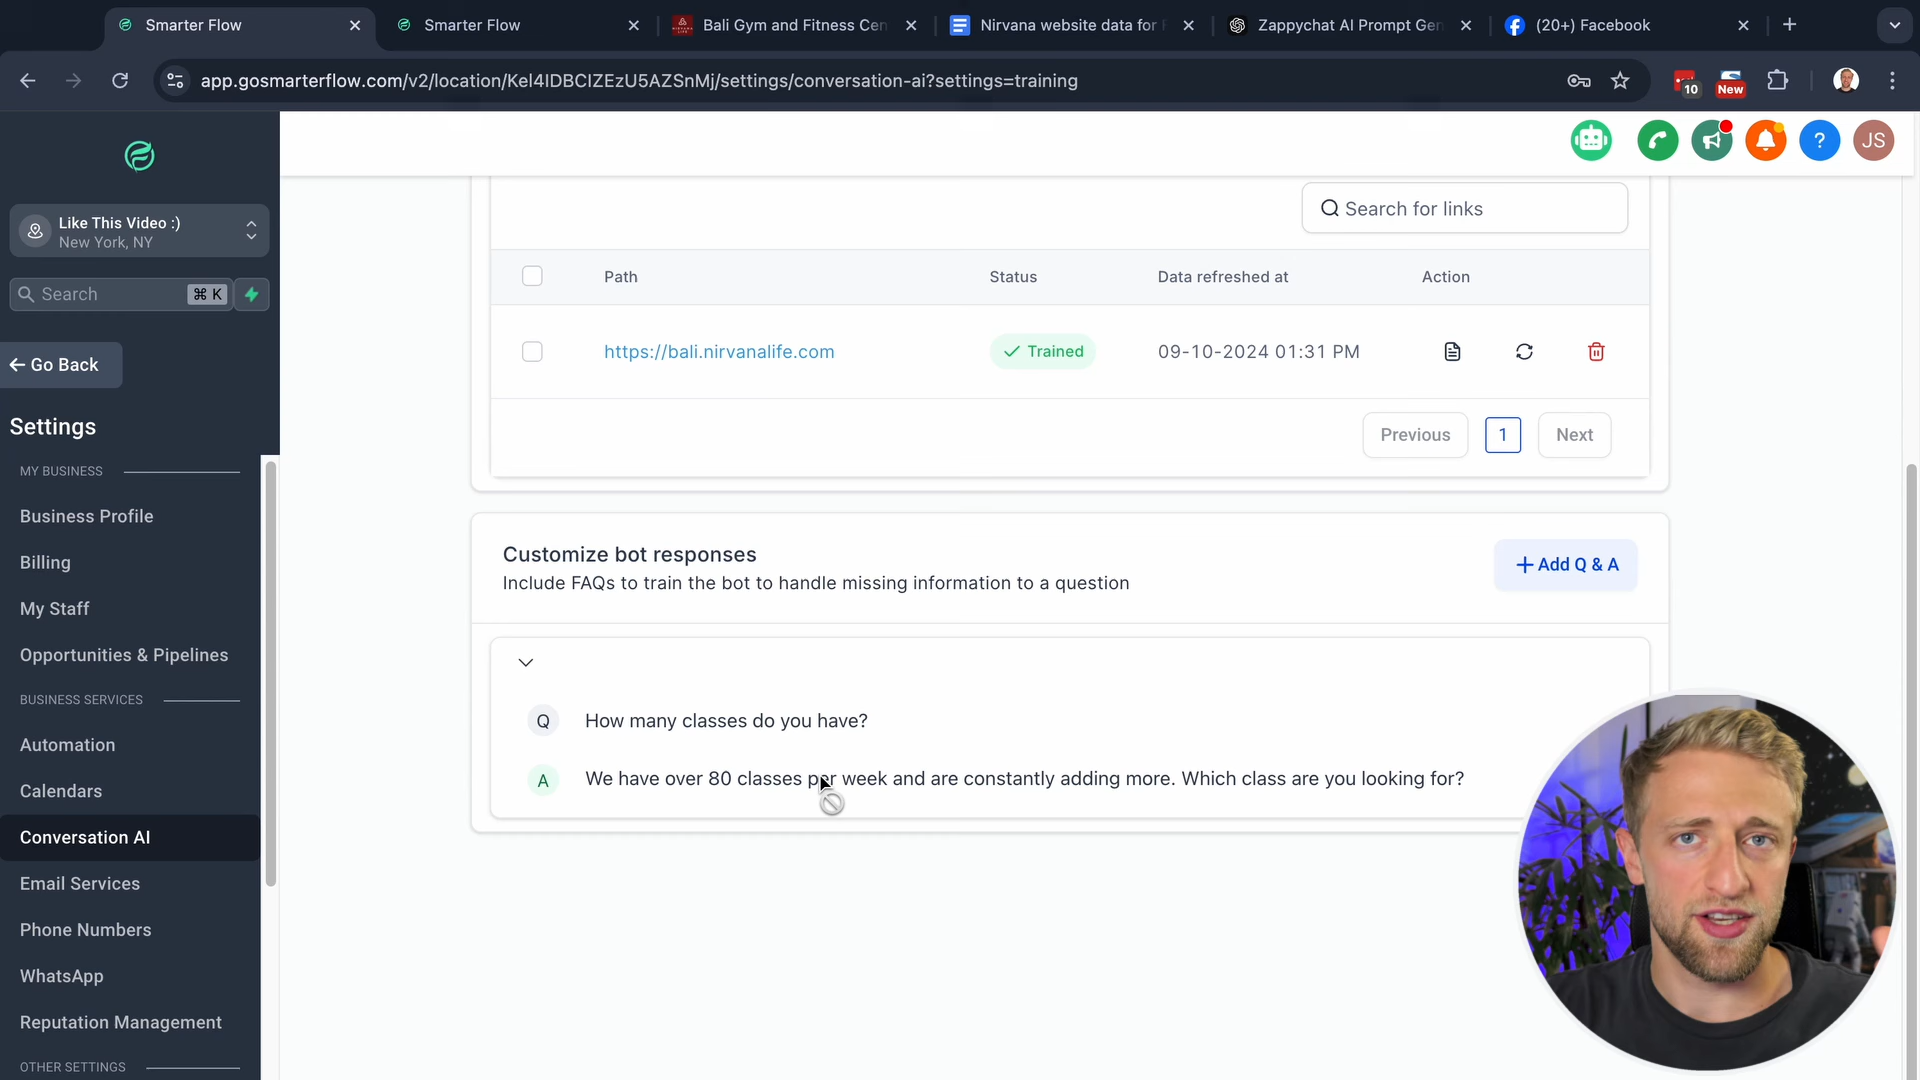 Smarter Flow
Smarter Flow
Bali Gym and Fitness Cen
Nirvana website data for
Zappychat AI Prompt Gen
(20+) Facebook
app.gosmarterflow.com/v2/location/Kel4IDBCIZEzU5AZSnMj/settings/conversation-ai?settings=training
10
New
Like This Video :)
New York, NY
Search
⌘ K
Go Back
Settings
MY BUSINESS
Business Profile
Billing
My Staff
Opportunities & Pipelines
BUSINESS SERVICES
Automation
Calendars
Conversation AI
Email Services
Phone Numbers
WhatsApp
Reputation Management
OTHER SETTINGS
?
JS
Search for links
Path
Status
Data refreshed at
Action
https://bali.nirvanalife.com
Trained
09-10-2024 01:31 PM
Previous
1
Next
Customize bot responses
Include FAQs to train the bot to handle missing information to a question
+ Add Q & A
Q
How many classes do you have?
A
We have over 80 classes per week and are constantly adding more. Which class are you looking for?